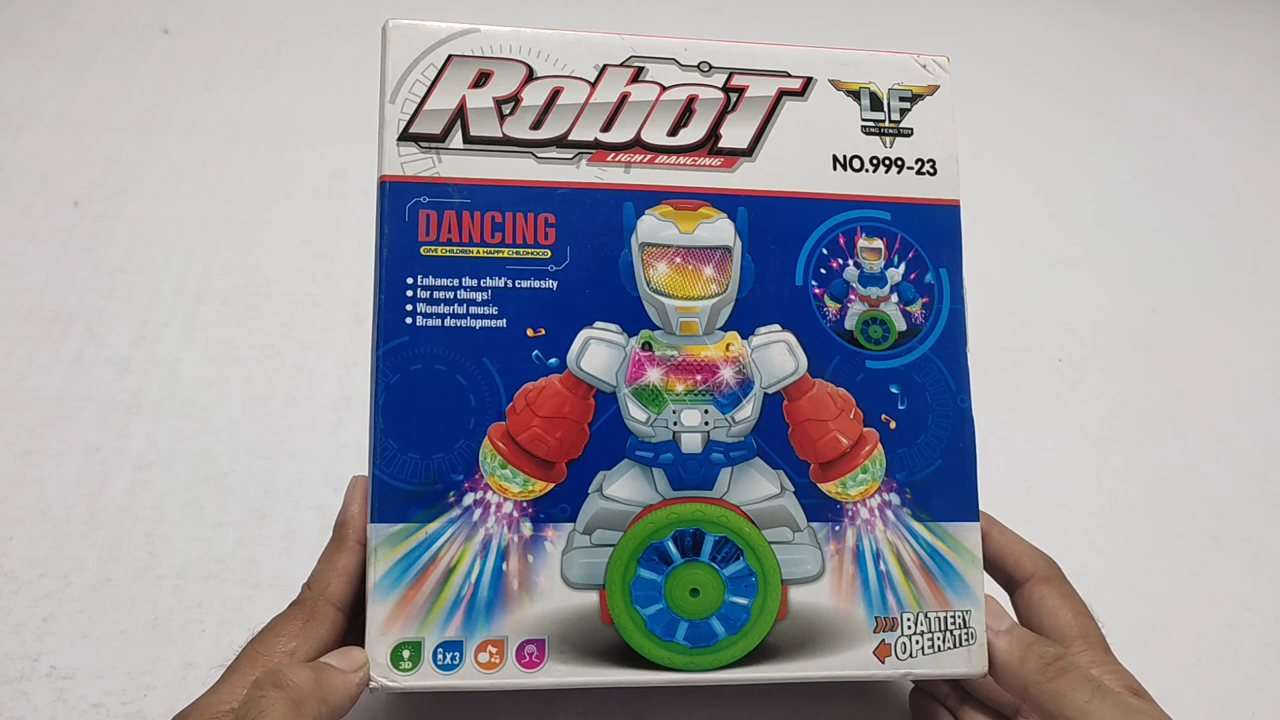 RoboT
LIGHT DANCING
LF
LENG FENG TOY
NO.999-23
DANCING
GIVE CHILDREN A HAPPY CHILDHOOD
Enhance the child's curiosity
for new things!
Wonderful music
Brain development
3D
X3
BATTERY
OPERATED